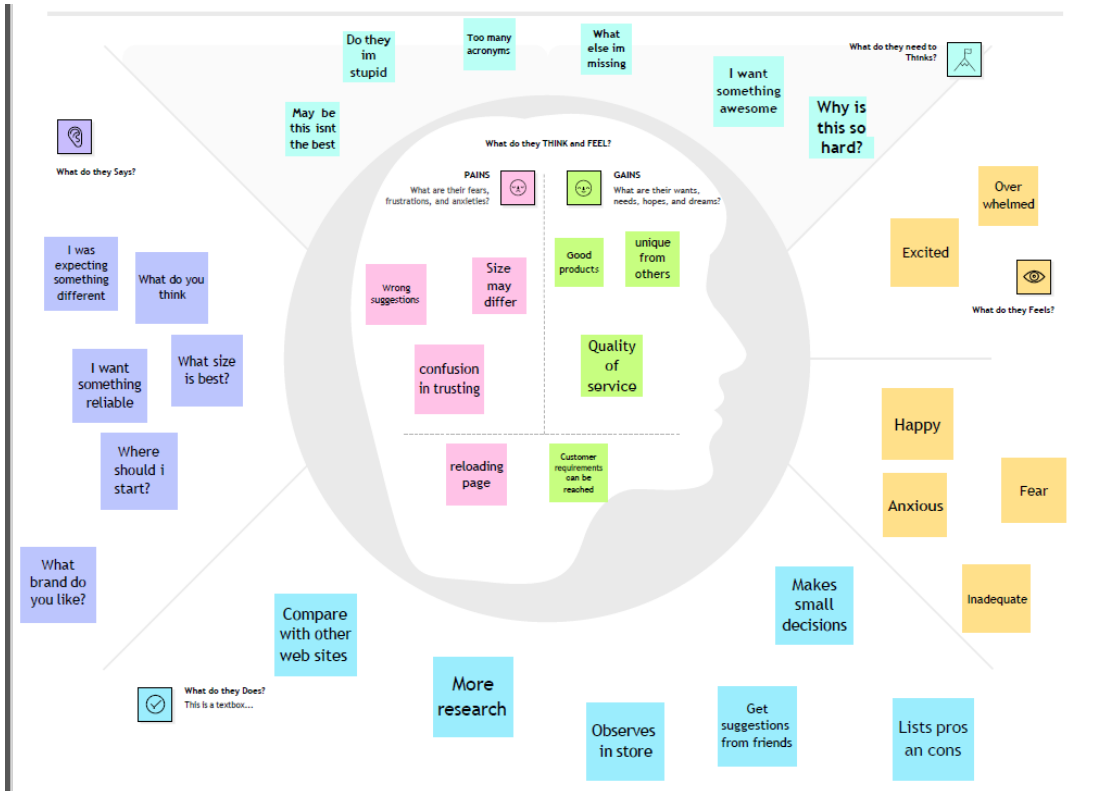 Do they
im
stupid
Too many
acronyms
What
else im
missing
What do they need to
Thinks?
I want
something
awesome
May be
this isnt
the best
Why is
this so
hard?
What do they Says?
What do they THINK and FEEL?
PAINS
What are their fears,
frustrations, and anxieties?
GAINS
What are their wants,
needs, hopes, and dreams?
Over
whelmed
Excited
What do they Feels?
I was
expecting
something
different
What do you
think
Wrong
suggestions
Size
may
differ
Good
products
unique
from
others
I want
something
reliable
What size
is best?
confusion
in trusting
Quality
of
service
Happy
Where
should i
start?
reloading
page
Customer
requirements
can be
reached
Anxious
Fear
What
brand do
you like?
Inadequate
Compare
with other
web sites
Makes
small
decisions
What do they Does?
This is a textbox...
More
research
Observes
in store
Get
suggestions
from friends
Lists pros
an cons